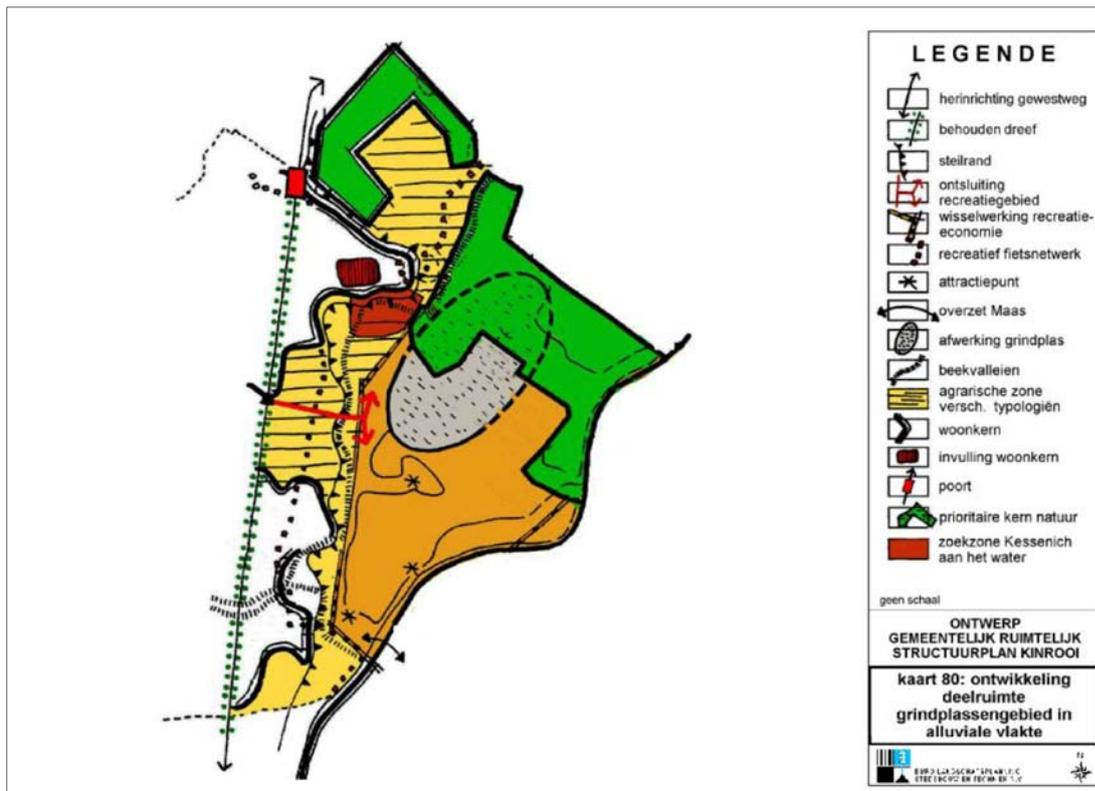 LEGENDE
herinrichting gewestweg
behouden dreef
steilrand
ontsluiting
recreatiegebied
wisselwerking recreatie-
economie
recreatief fietsnetwerk
attractiepunt
overzet Maas
afwerking grindplas
beekvalleien
agrarische zone
versch. typologiën
woonkern
invulling woonkern
poort
prioritaire kern natuur
zoekzone Kessenich
aan het water
geen schaal
ONTWERP
GEMEENTELIJK RUIMTELIJK
STRUCTUURPLAN KINROOI
kaart 80: ontwikkeling
deelruimte
grindplassengebied in
alluviale vlakte